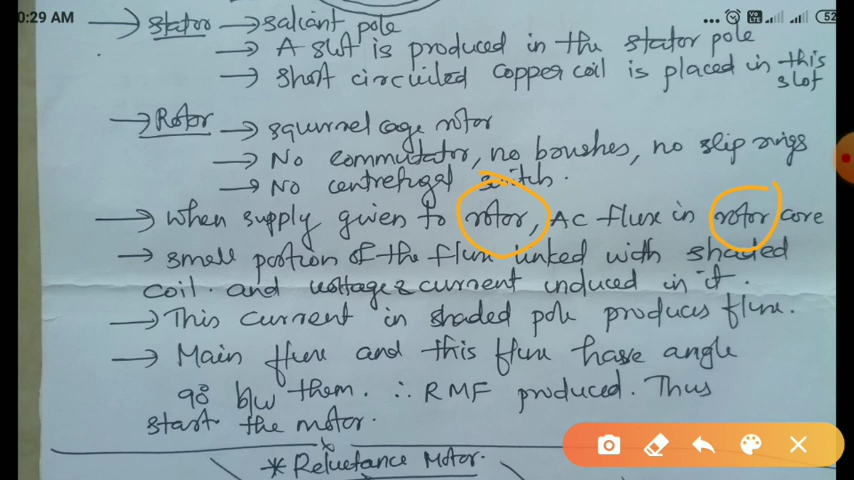 0:29 AM ... 52
→ Stator → saliant pole
→ A slot is produced in the stator pole
→ short circuited copper coil is placed in this slot
→ Rotor → squirrel cage rotor
→ No commutator, no brushes, no slip rings
→ No centrefugal switch.
→ When supply given to rotor, AC flux in rotor core
→ small portion of the flux linked with shaded
coil. and voltage & current induced in it.
→ This current in shaded pole produces flux.
→ Main flux and this flux have angle
90° b/w them. ∴ RMF produced. Thus
start the motor.
* Reluctance Motor.